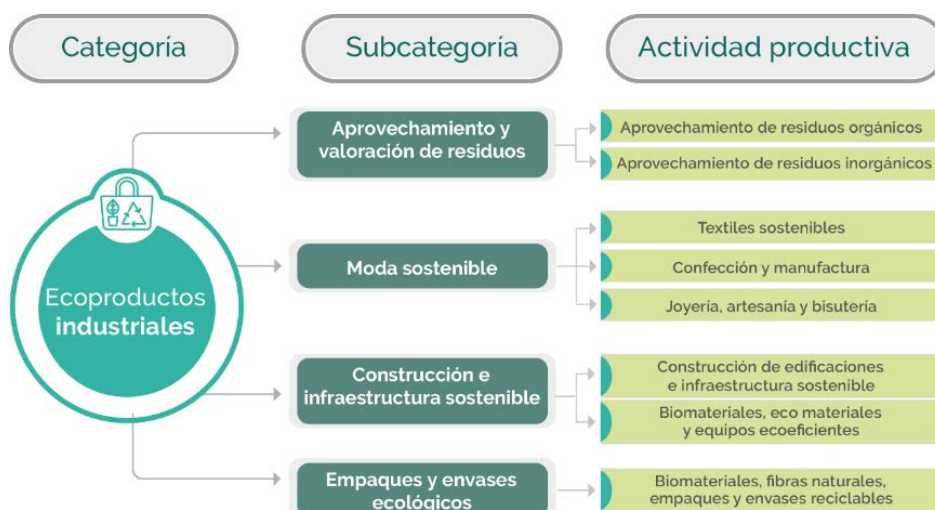 Categoría
Subcategoría
Actividad productiva
Ecoproductos
industriales
Aprovechamiento y
valoración de residuos
Aprovechamiento de residuos orgánicos
Aprovechamiento de residuos inorgánicos
Moda sostenible
Textiles sostenibles
Confección y manufactura
Joyería, artesanía y bisutería
Construcción e
infraestructura sostenible
Construcción de edificaciones
e infraestructura sostenible
Biomateriales, eco materiales
y equipos ecoeficientes
Empaques y envases
ecológicos
Biomateriales, fibras naturales,
empaques y envases reciclables